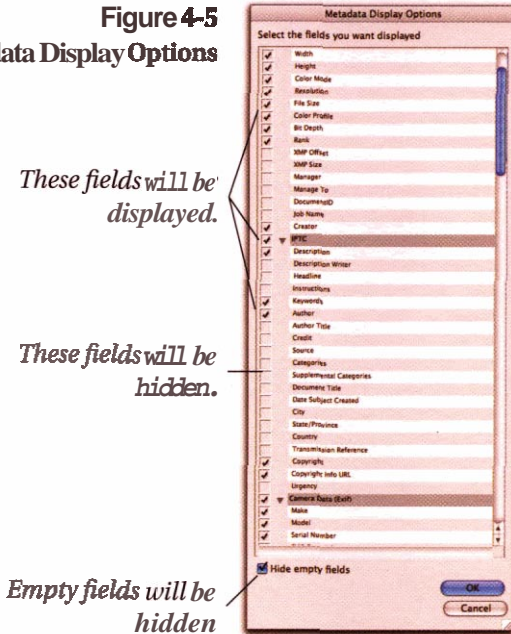 Figure 4-5
ata Display Options
These fields will be
displayed.
These fields will be
hidden.
Empty fields will be
hidden
Metadata Display Options
Select the fields you want displayed
Width
Height
Color Mode
Resolution
File Size
Color Profile
Bit Depth
Rank
XMP Offset
XMP Size
Manager
Manage To
DocumentID
Job Name
Creator
IPTC
Description
Description Writer
Headline
Instructions
Keywords
Author
Author Title
Credit
Source
Categories
Supplemental Categories
Document Title
Date Subject Created
City
State/Province
Country
Transmission Reference
Copyright
Copyright Info URL
Urgency
Camera Data (Exif)
Make
Model
Serial Number
Hide empty fields
OK
Cancel